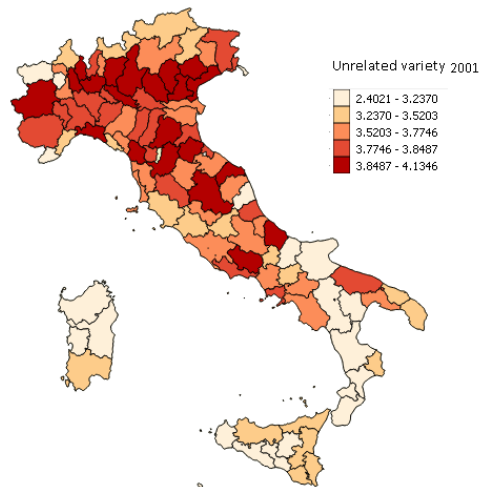 Unrelated variety 2001
2.4021 - 3.2370
3.2370 - 3.5203
3.5203 - 3.7746
3.7746 - 3.8487
3.8487 - 4.1346